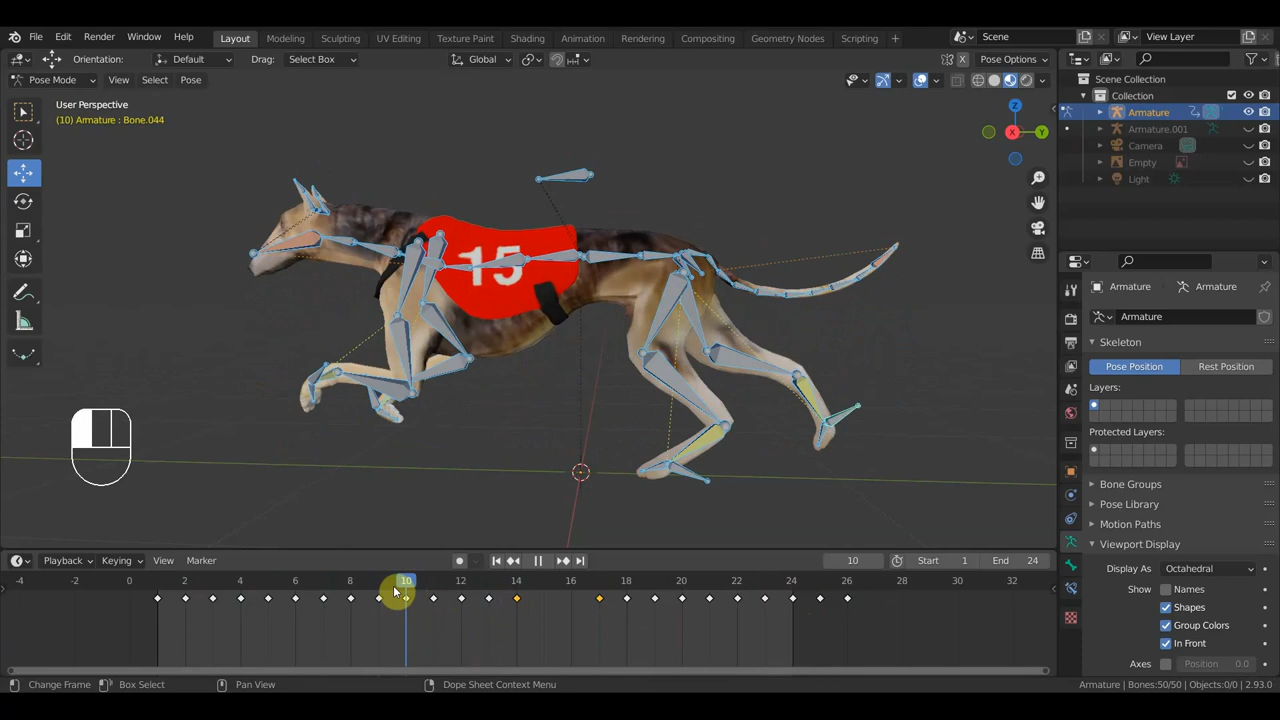 File Edit Render Window Help Layout Modeling Sculpting UV Editing Texture Paint Shading Animation Rendering Compositing Geometry Nodes Scripting + Scene View Layer
Orientation: Default Drag: Select Box Global X Pose Options
Pose Mode View Select Pose
User Perspective
(10) Armature : Bone.044
Z
X
Y
15
Scene Collection
Collection
Armature
Armature.001
Camera
Empty
Light
Armature Armature
Armature
Skeleton
Pose Position Rest Position
Layers:
Protected Layers:
Bone Groups
Pose Library
Motion Paths
Viewport Display
Display As Octahedral
Show Names
Shapes
Group Colors
In Front
Axes Position 0.0
Playback Keying View Marker 10 Start 1 End 24
-4 -2 0 2 4 6 8 10 12 14 16 18 20 22 24 26 28 30 32
Change Frame Box Select Pan View Dope Sheet Context Menu Armature | Bones:50/50 | Objects:0/0 | 2.93.0